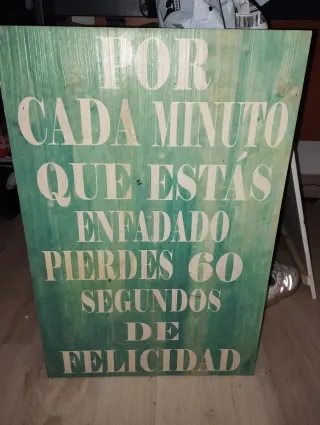 POR
CADA MINUTO
QUE ESTÁS
ENFADADO
PIERDES 60
SEGUNDOS
DE
FELICIDAD